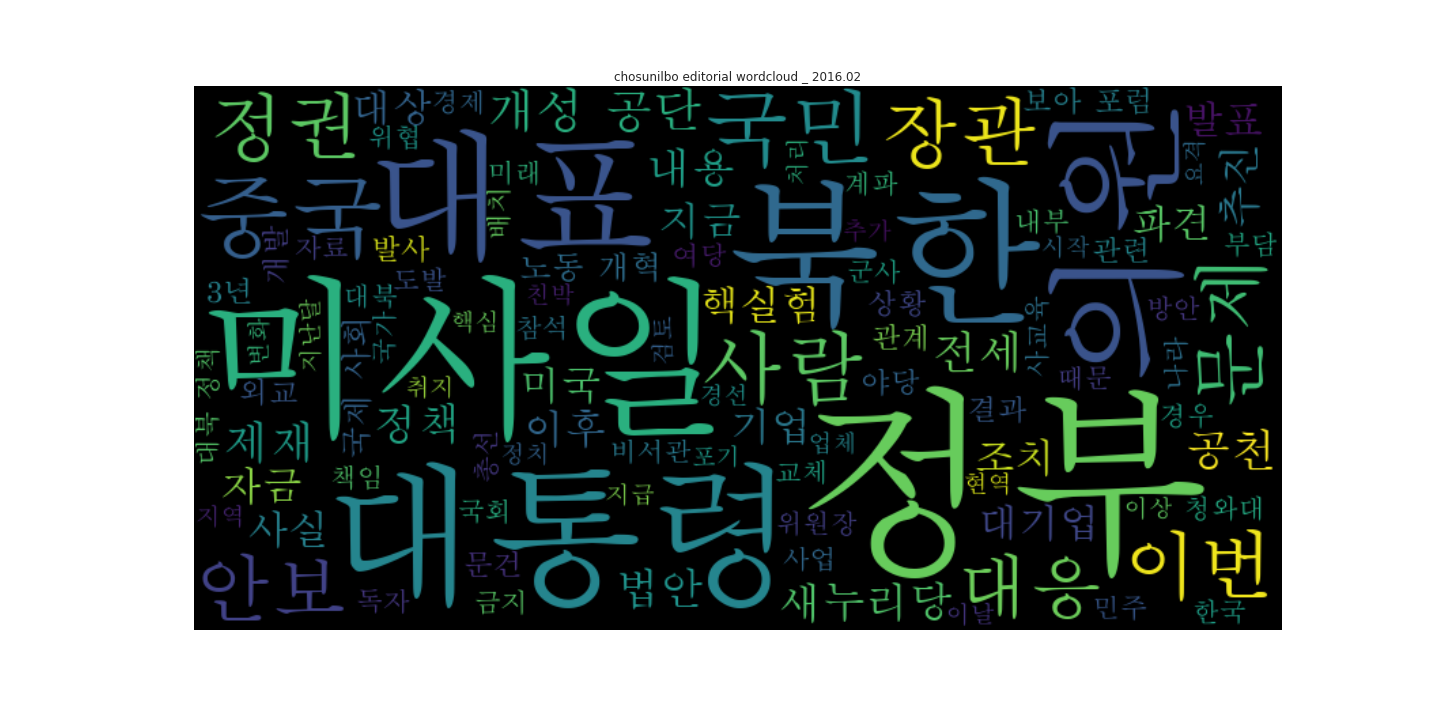 chosunilbo editorial wordcloud _ 2016.02
정권
대상
경제
위협
개성 공단
국민
장관
보아 포럼
발표
의원
요격
추진
중국
대표
미래
배치
내용
처리
계파
지금
북한
추가
내부
파견
시작
관련
부담
개발
자료
발사
도발
노동 개혁
여당
군사
3년
대북
미사일
친박
핵실험
상황
문제
방안
지난달
변화
사회
국가
핵심
참석
검토
사람
관계
전세
사교육
나라
대북 정책
외교
취지
미국
경선
야당
때문
국제
정책
이후
기업
결과
경우
제재
총선
정치
비서관
포기
업체
정부
조치
공천
자금
책임
대통령
지급
교체
현역
지역
사실
국회
위원장
대기업
이상
청와대
안보
문건
사업
이번
독자
금지
법안
새누리당
이날
대응
민주
한국